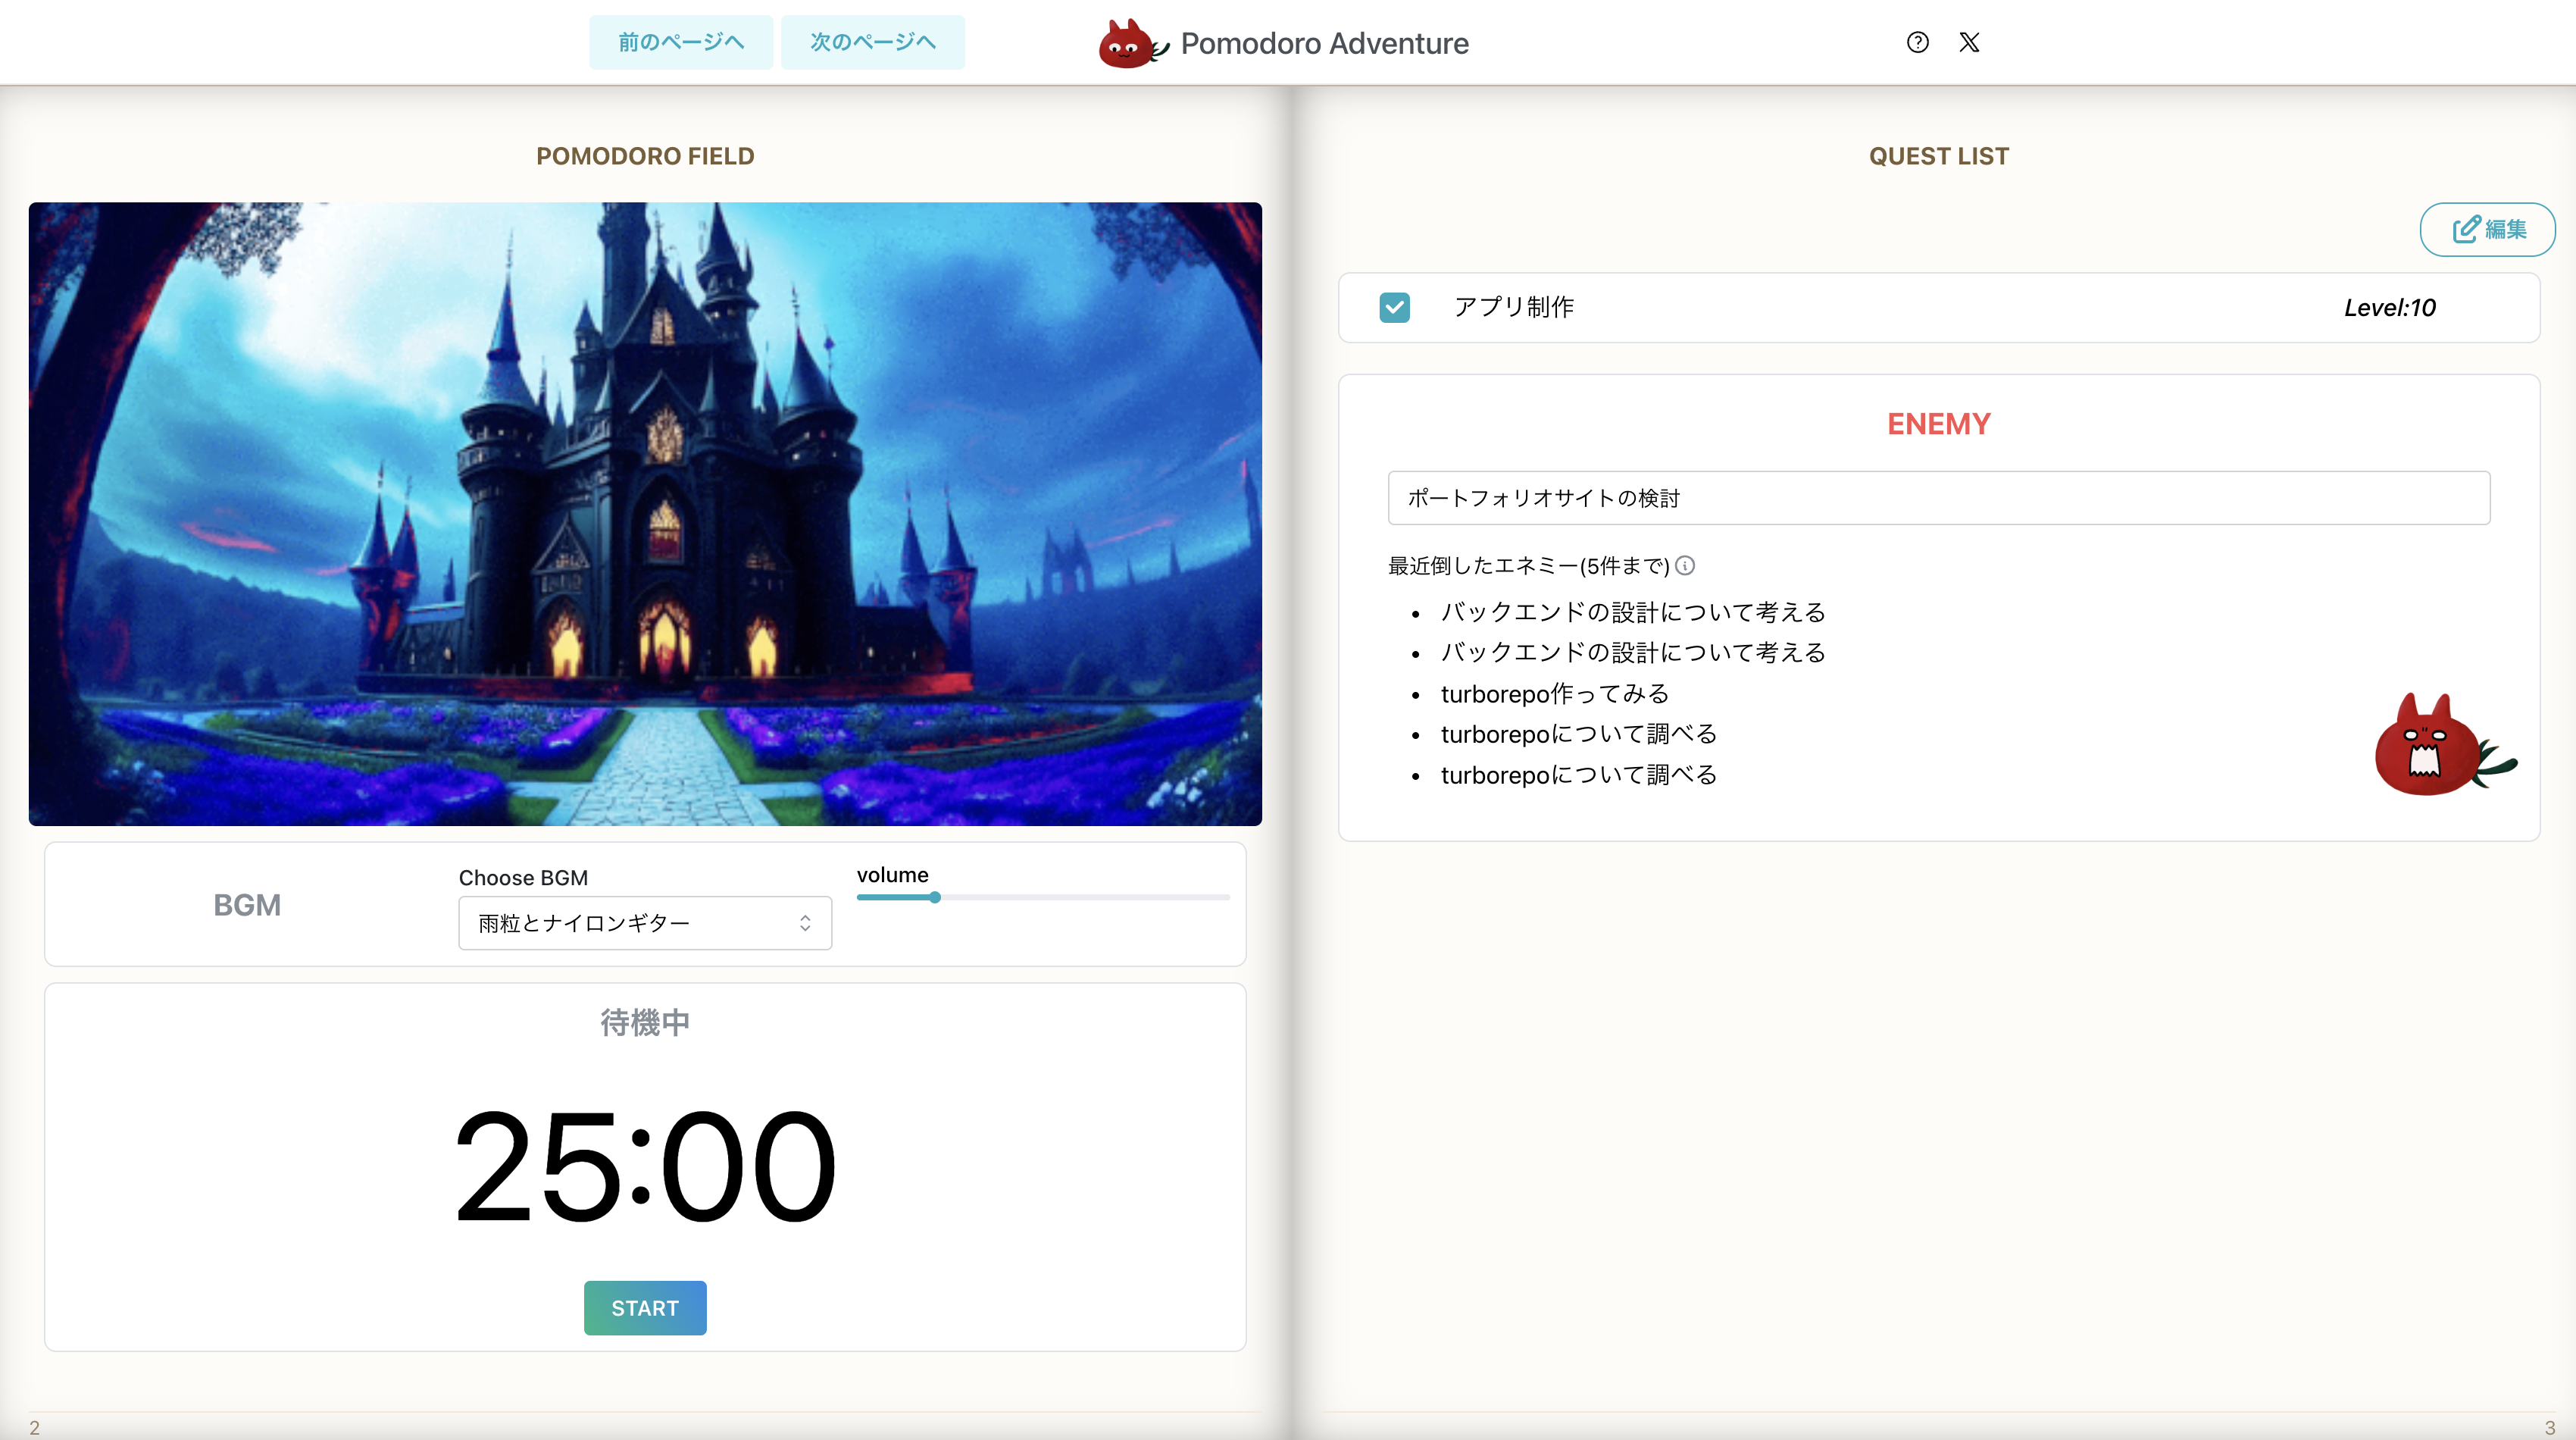 前のページへ
次のページへ
Pomodoro Adventure
POMODORO FIELD
BGM
Choose BGM
雨粒とナイロンギター
volume
待機中
25:00
START
2
QUEST LIST
編集
アプリ制作
Level:10
ENEMY
ポートフォリオサイトの検討
最近倒したエネミー(5件まで)
バックエンドの設計について考える
バックエンドの設計について考える
turborepo作ってみる
turborepoについて調べる
turborepoについて調べる
3